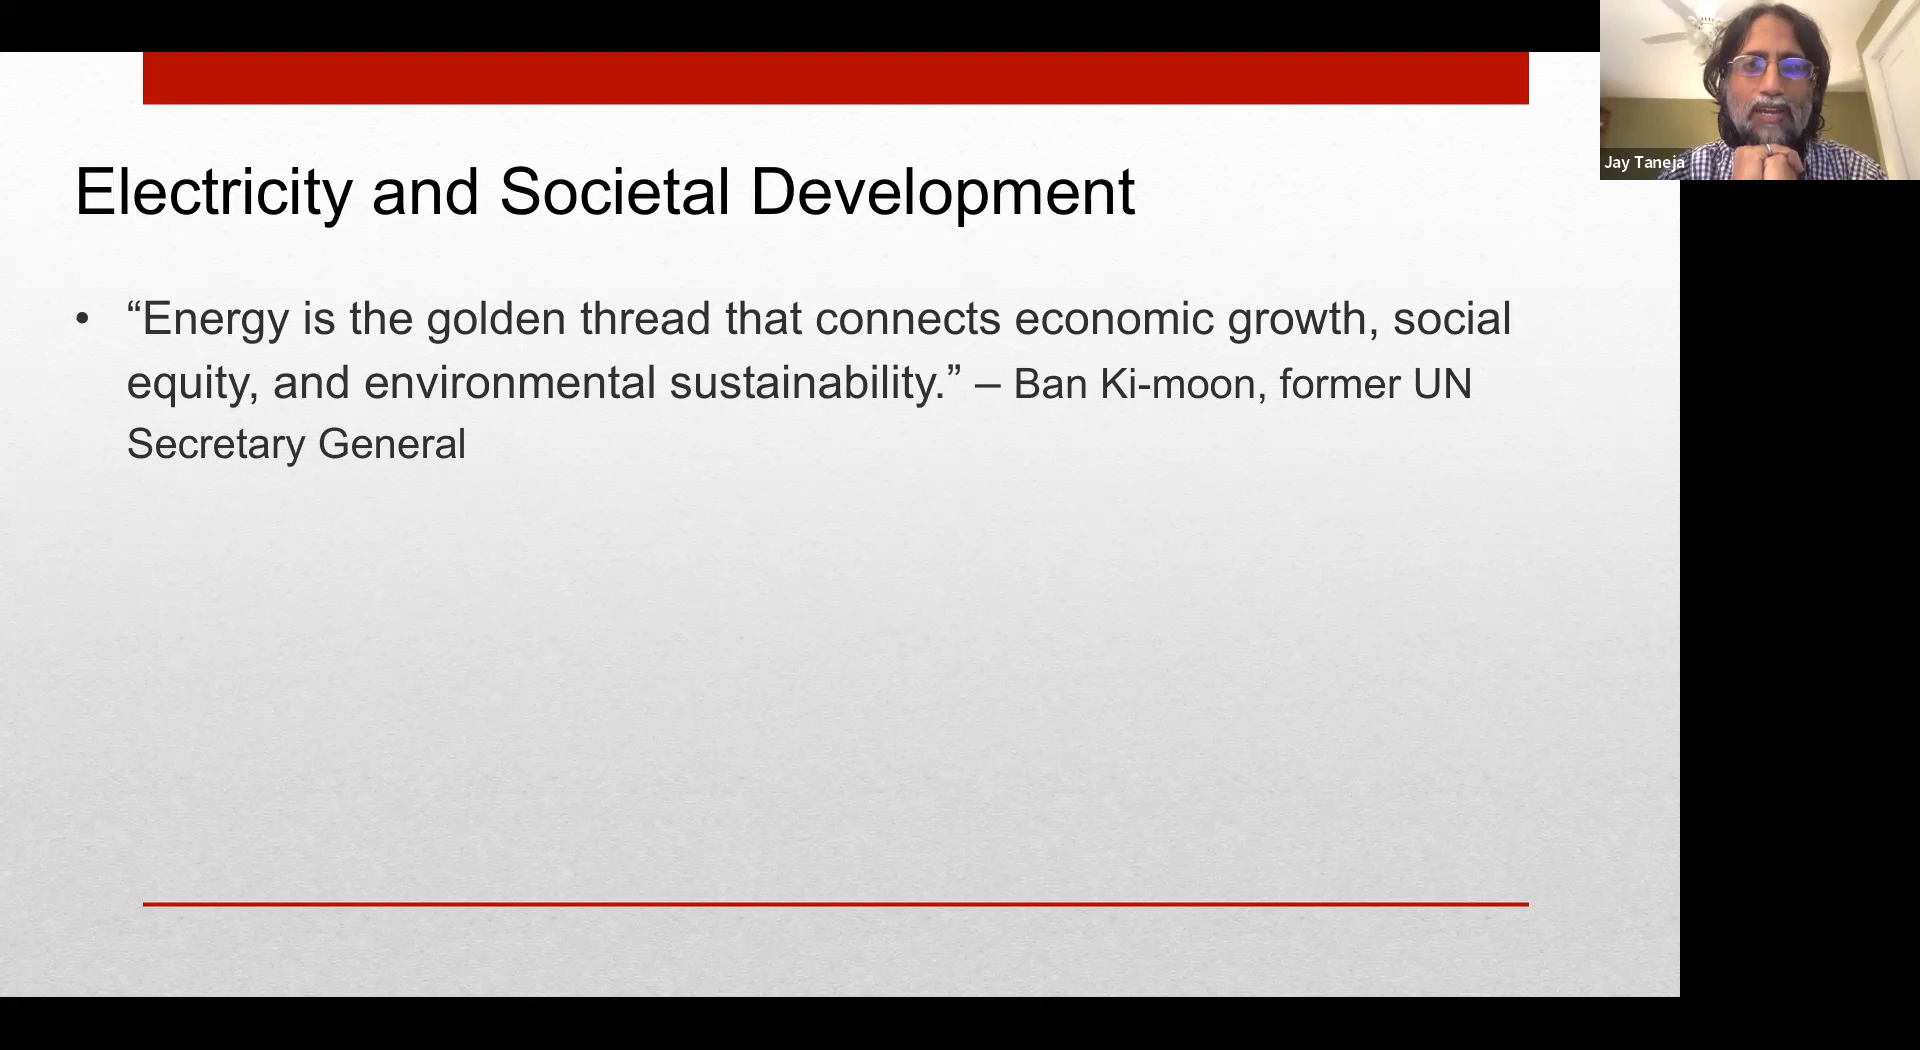 Electricity and Societal Development
• “Energy is the golden thread that connects economic growth, social
equity, and environmental sustainability.” – Ban Ki-moon, former UN
Secretary General
Jay Taneja